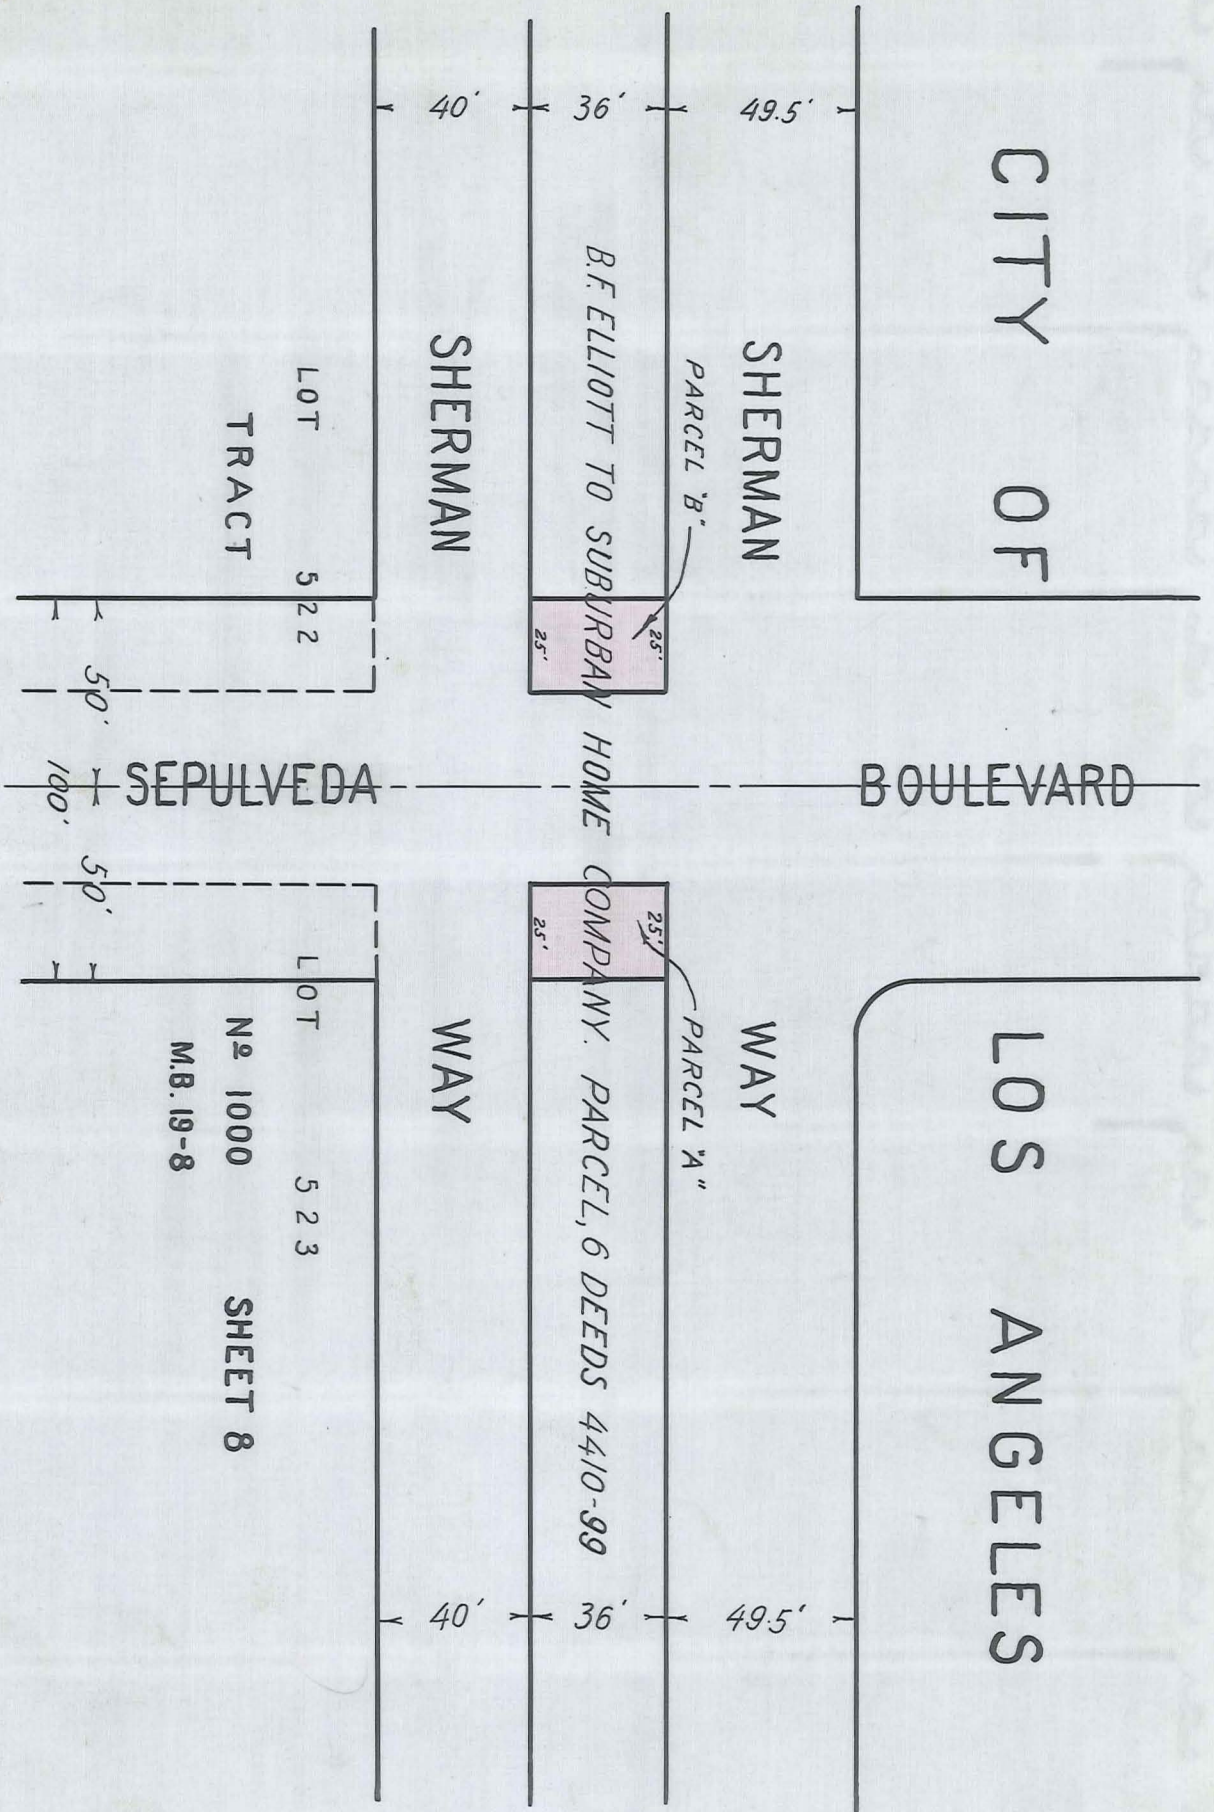 CITY OF LOS ANGELES
49.5'
49.5'
SHERMAN WAY
BOULEVARD
PARCEL "B"
PARCEL "A"
25'
25'
36'
36'
B.F. ELLIOTT TO SUBURBAN HOME COMPANY. PARCEL, 6 DEEDS 4410-99
25'
25'
40'
40'
SHERMAN WAY
SEPULVEDA
LOT 522
LOT 523
TRACT Nº 1000 SHEET 8
M.B. 19-8
50'
50'
100'